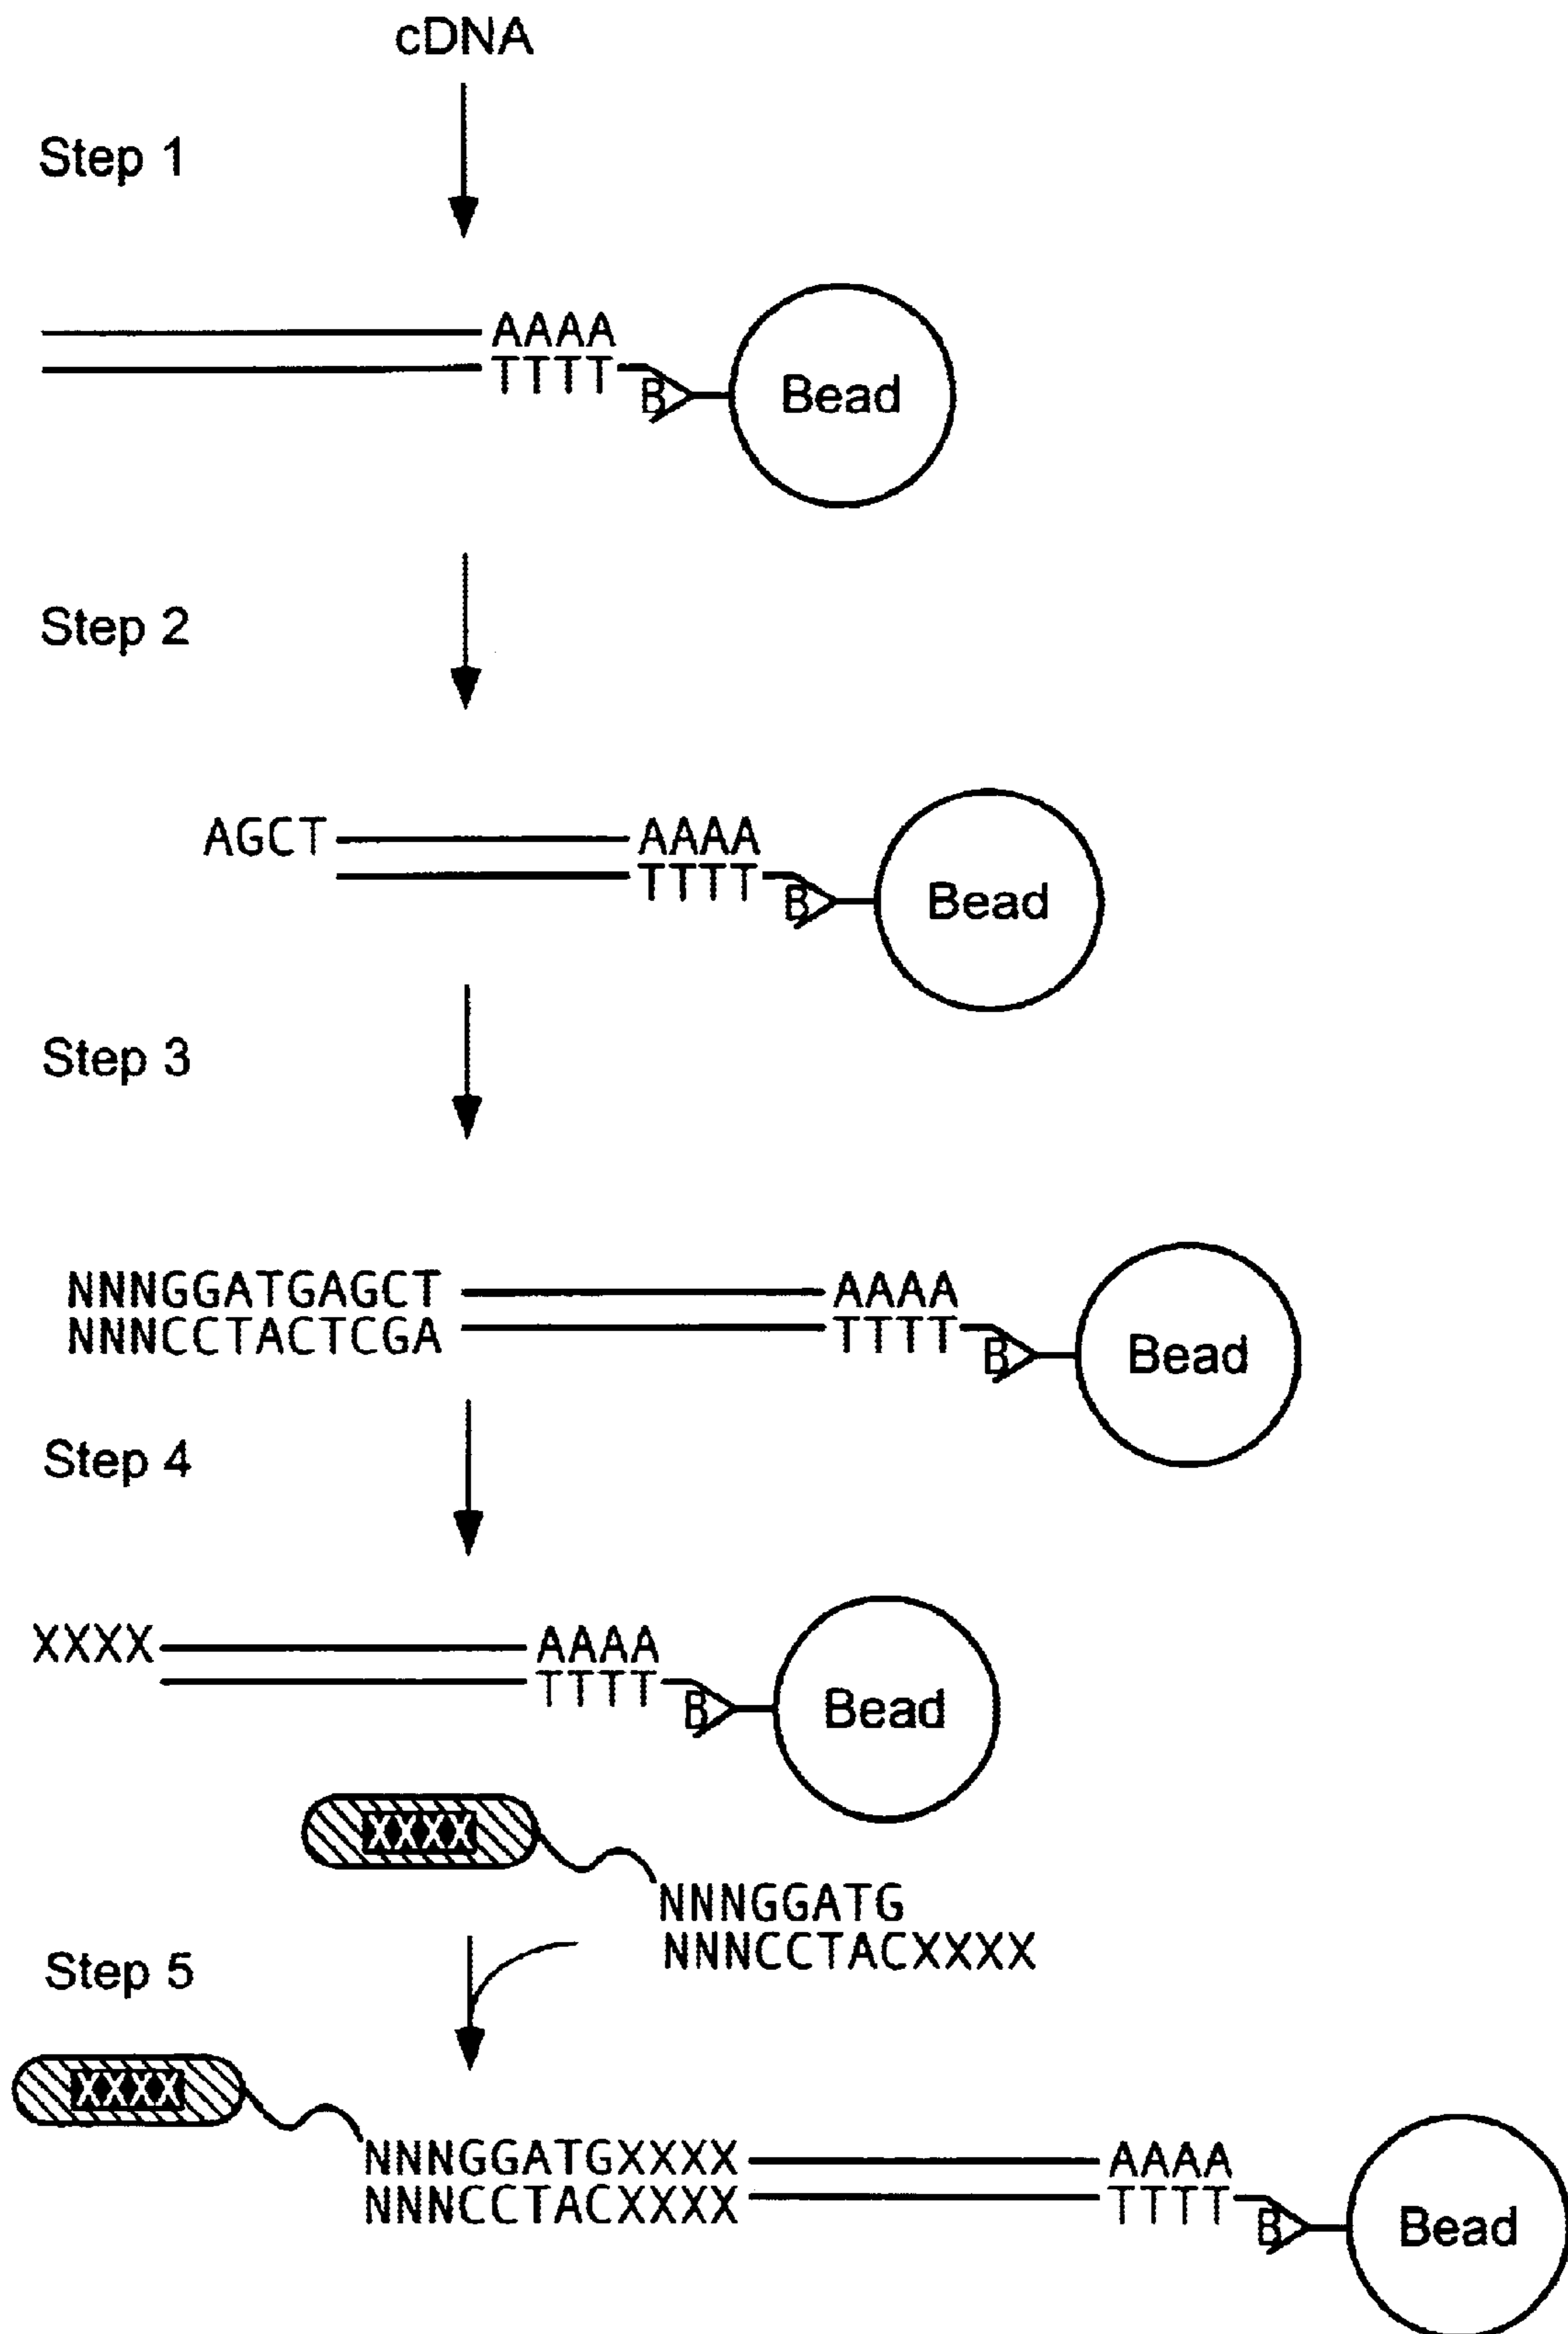 cDNA
Step 1
AAAA
TTTT
B
Bead
Step 2
AGCT
AAAA
TTTT
B
Bead
Step 3
NNNGGATGAGCT
AAAA
NNNCCTACTCGA
TTTT
B
Bead
Step 4
XXXX
AAAA
TTTT
B
Bead
XXXX
NNNGGATG
NNNCCTACXXXX
Step 5
XXXX
NNNGGATGXXXX
AAAA
NNNCCTACXXXX
TTTT
B
Bead